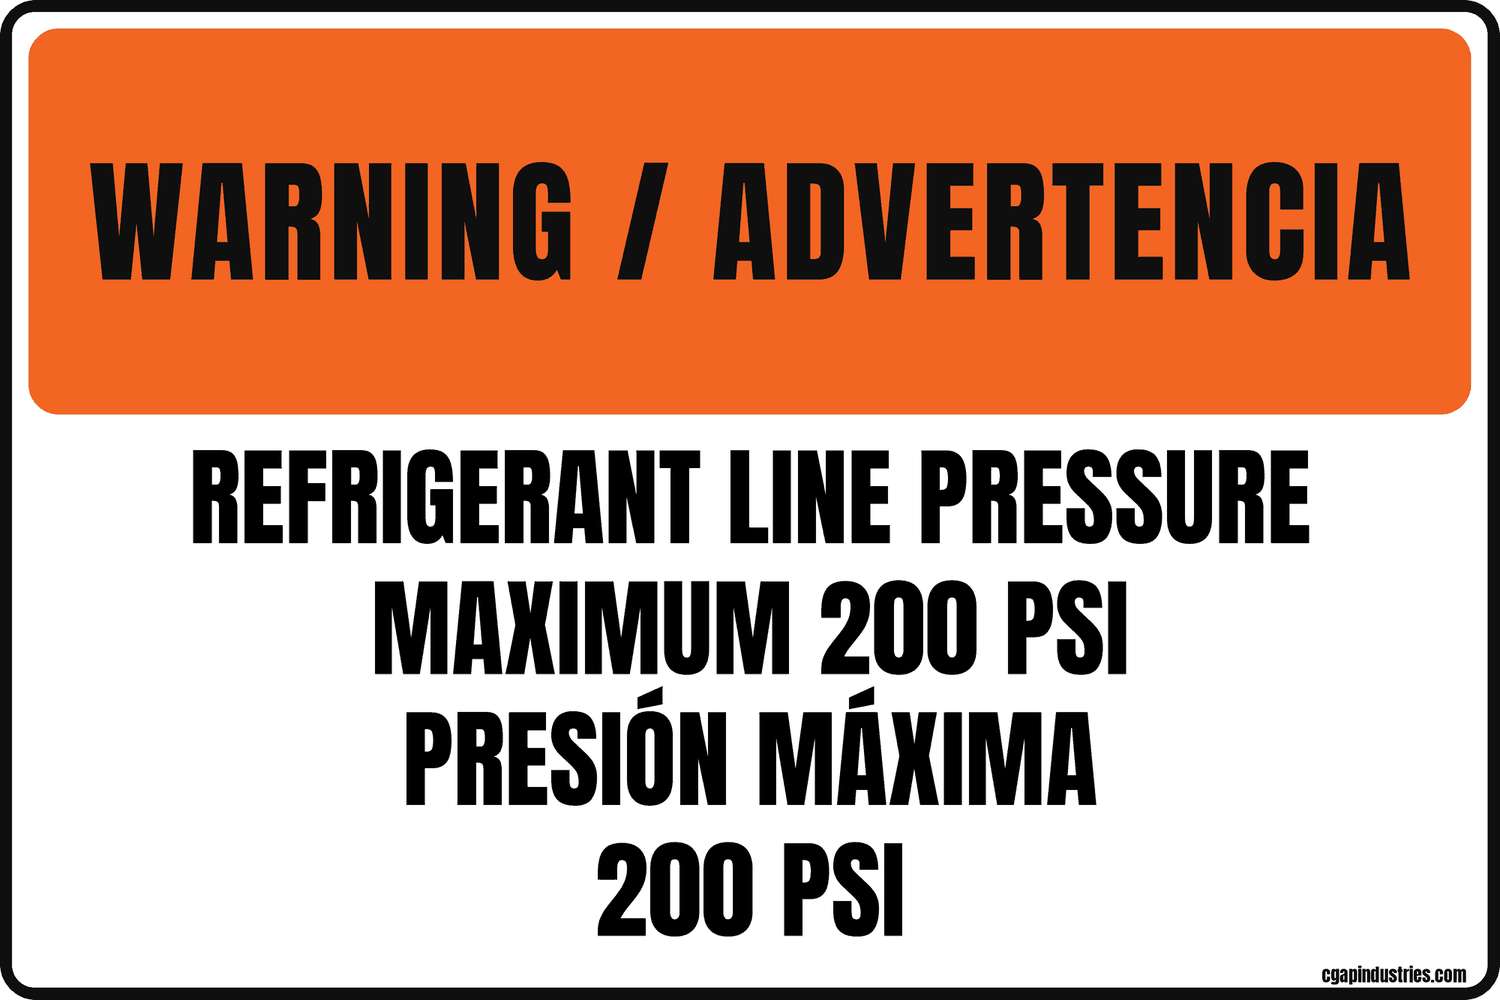 WARNING / ADVERTENCIA
REFRIGERANT LINE PRESSURE
MAXIMUM 200 PSI
PRESIÓN MÁXIMA
200 PSI
cgapindustries.com